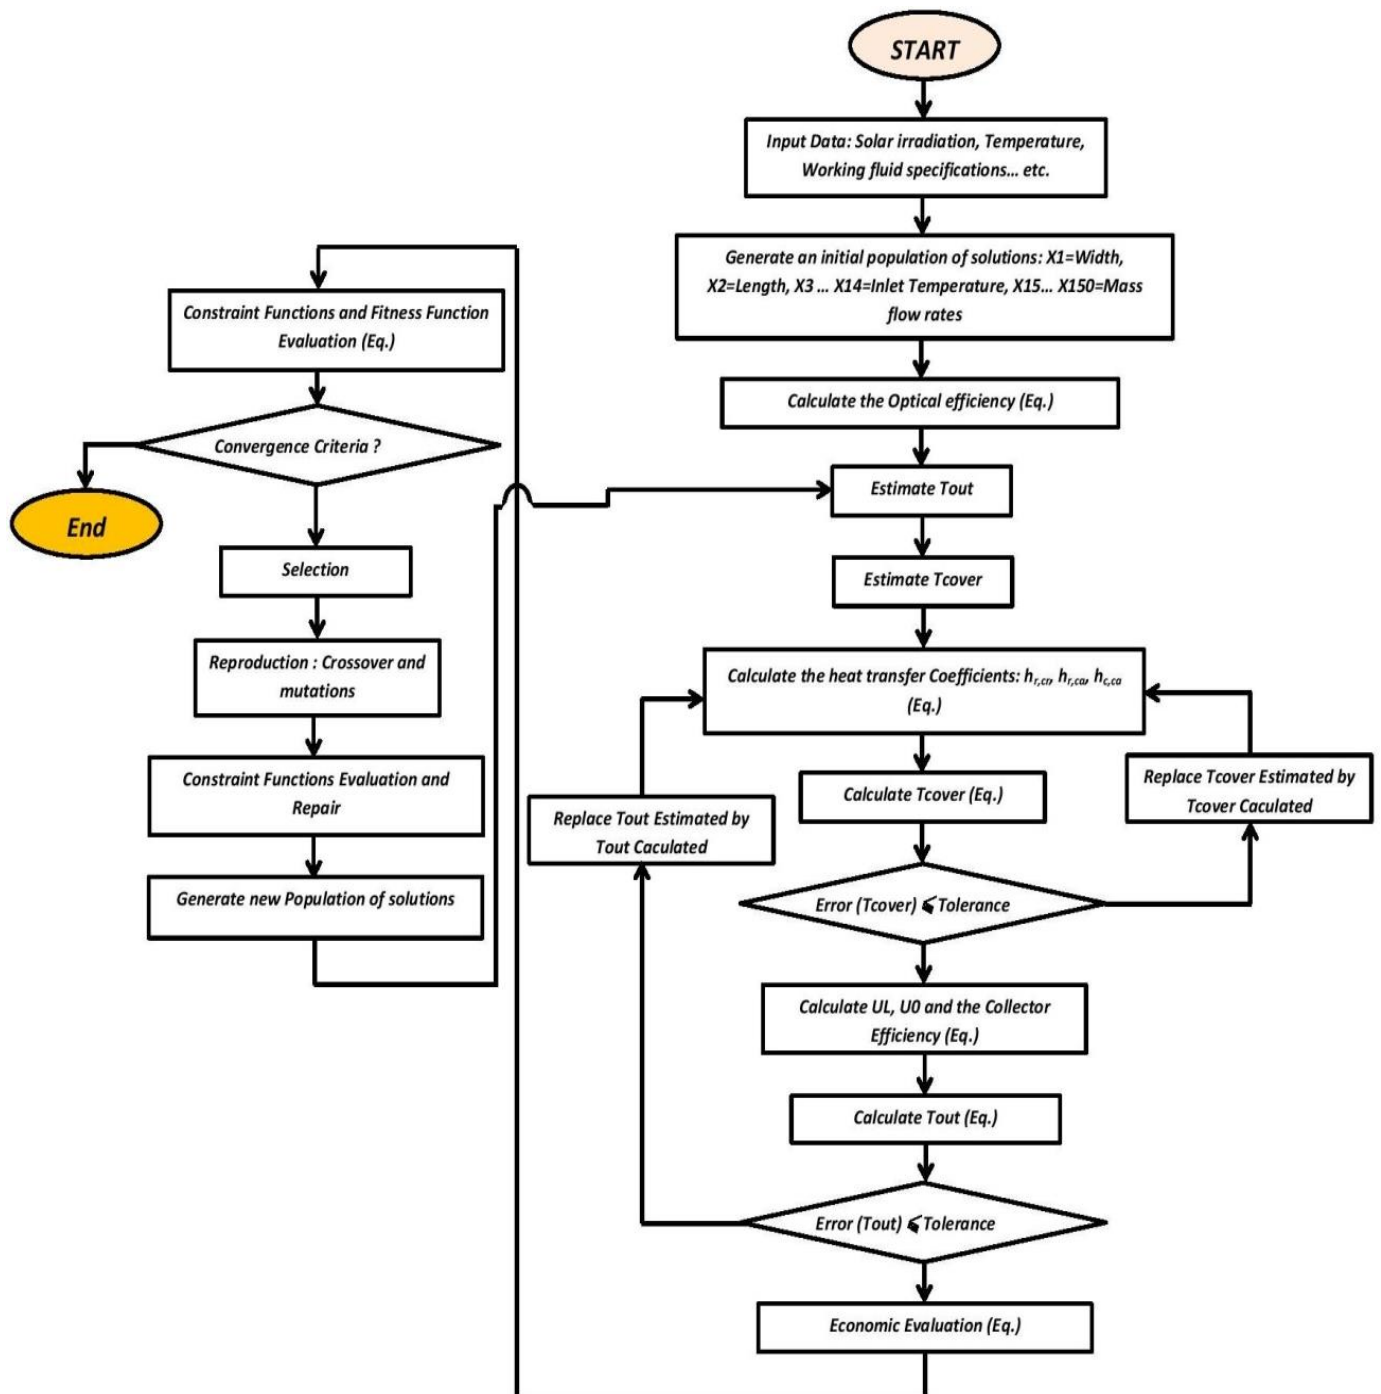 START
Input Data: Solar irradiation, Temperature,
Working fluid specifications... etc.
Generate an initial population of solutions: X1=Width,
X2=Length, X3 ... X14=Inlet Temperature, X15... X150=Mass
flow rates
Calculate the Optical efficiency (Eq.)
Estimate Tout
Estimate Tcover
Calculate the heat transfer Coefficients: hr,cr, hr,ca, hc,ca
(Eq.)
Calculate Tcover (Eq.)
Replace Tcover Estimated by
Tcover Caculated
Error (Tcover) ⩽ Tolerance
Replace Tout Estimated by
Tout Caculated
Calculate UL, U0 and the Collector
Efficiency (Eq.)
Calculate Tout (Eq.)
Error (Tout) ⩽ Tolerance
Economic Evaluation (Eq.)
Constraint Functions and Fitness Function
Evaluation (Eq.)
Convergence Criteria ?
End
Selection
Reproduction : Crossover and
mutations
Constraint Functions Evaluation and
Repair
Generate new Population of solutions